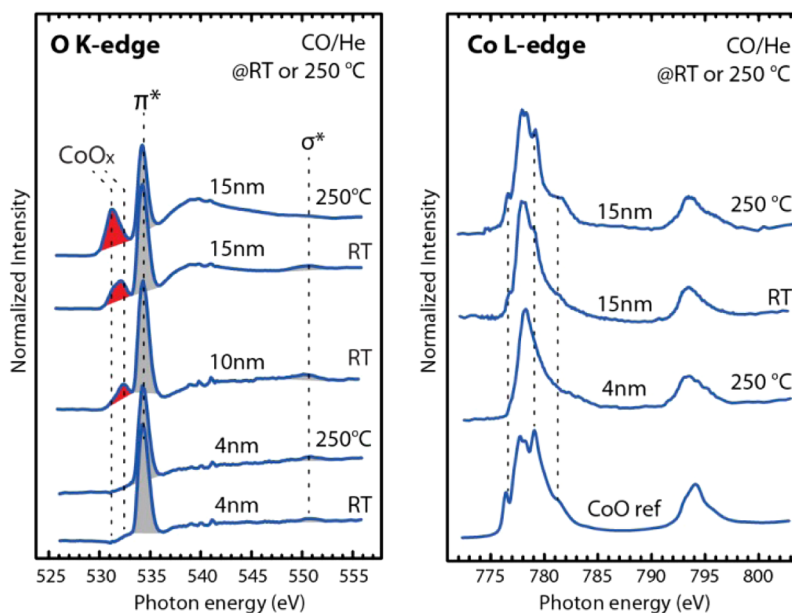 O K-edge
CO/He
@RT or 250 °C
π*
σ*
CoOx
15nm
250°C
15nm
RT
10nm
RT
4nm
250°C
4nm
RT
Normalized Intensity
525 530 535 540 545 550 555
Photon energy (eV)
Co L-edge
CO/He
@RT or 250 °C
15nm
250 °C
15nm
RT
4nm
250 °C
CoO ref
Normalized Intensity
775 780 785 790 795 800
Photon energy (eV)